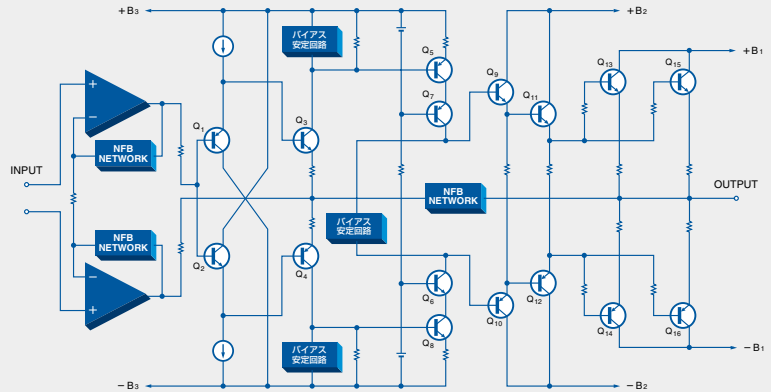 +B3
+B2
バイアス
安定回路
+B1
Q5
Q13
Q15
Q9
Q7
Q11
+
−
Q1
Q3
NFB
NETWORK
INPUT
NFB
NETWORK
OUTPUT
バイアス
安定回路
NFB
NETWORK
Q2
Q4
−
+
Q6
Q12
Q10
Q8
Q14
Q16
バイアス
安定回路
−B1
−B3
−B2